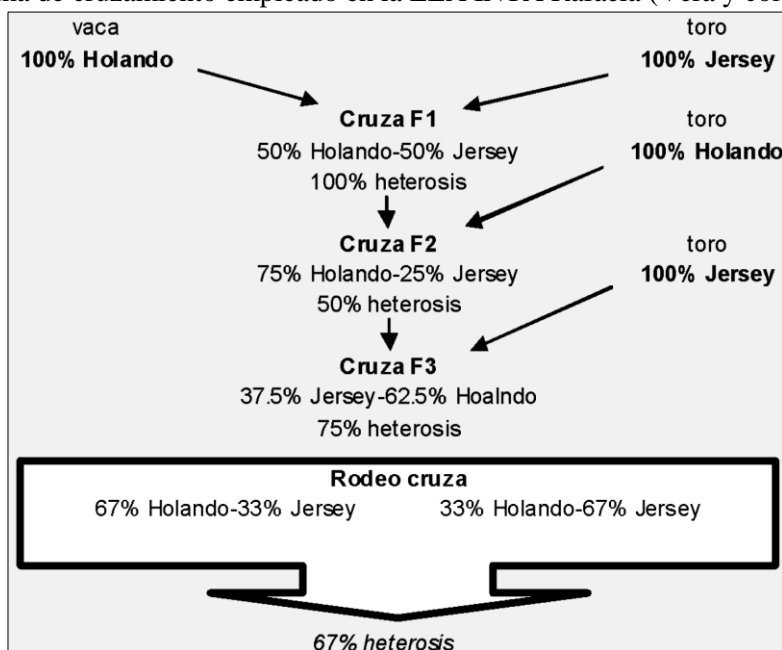 vaca
100% Holando
toro
100% Jersey
Cruza F1
50% Holando-50% Jersey
100% heterosis
toro
100% Holando
Cruza F2
75% Holando-25% Jersey
50% heterosis
toro
100% Jersey
Cruza F3
37.5% Jersey-62.5% Hoalndo
75% heterosis
Rodeo cruza
67% Holando-33% Jersey
33% Holando-67% Jersey
67% heterosis